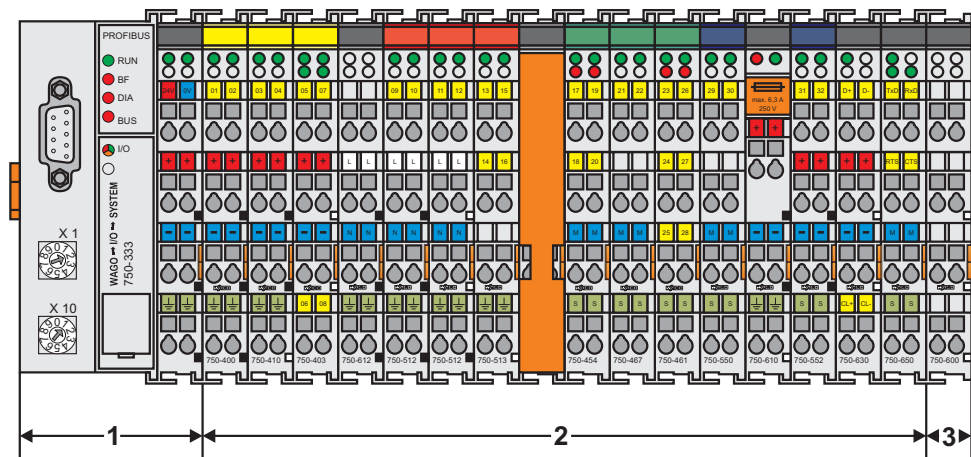 PROFIBUS
RUN
BF
DIA
BUS
I/O
WAGO I/O SYSTEM
750-333
X 1
X 10
24V 0V 01 02 03 04 05 07 09 10 11 12 13 15 17 19 21 22 23 26 29 30 31 32 D+ D- TxD RxD
max. 6,3 A
250 V
+ + + + + + + + L L L L L L 14 16 18 20 24 27 + + + + + + RTS CTS
- - - - - - - - N N N N N N M M M M 25 28 M M - - - - M M
06 08 S S S S S S S S S S CL+ CL- S S
750-400 750-410 750-403 750-612 750-512 750-512 750-513 750-454 750-467 750-461 750-550 750-610 750-552 750-630 750-650 750-600
1 2 3